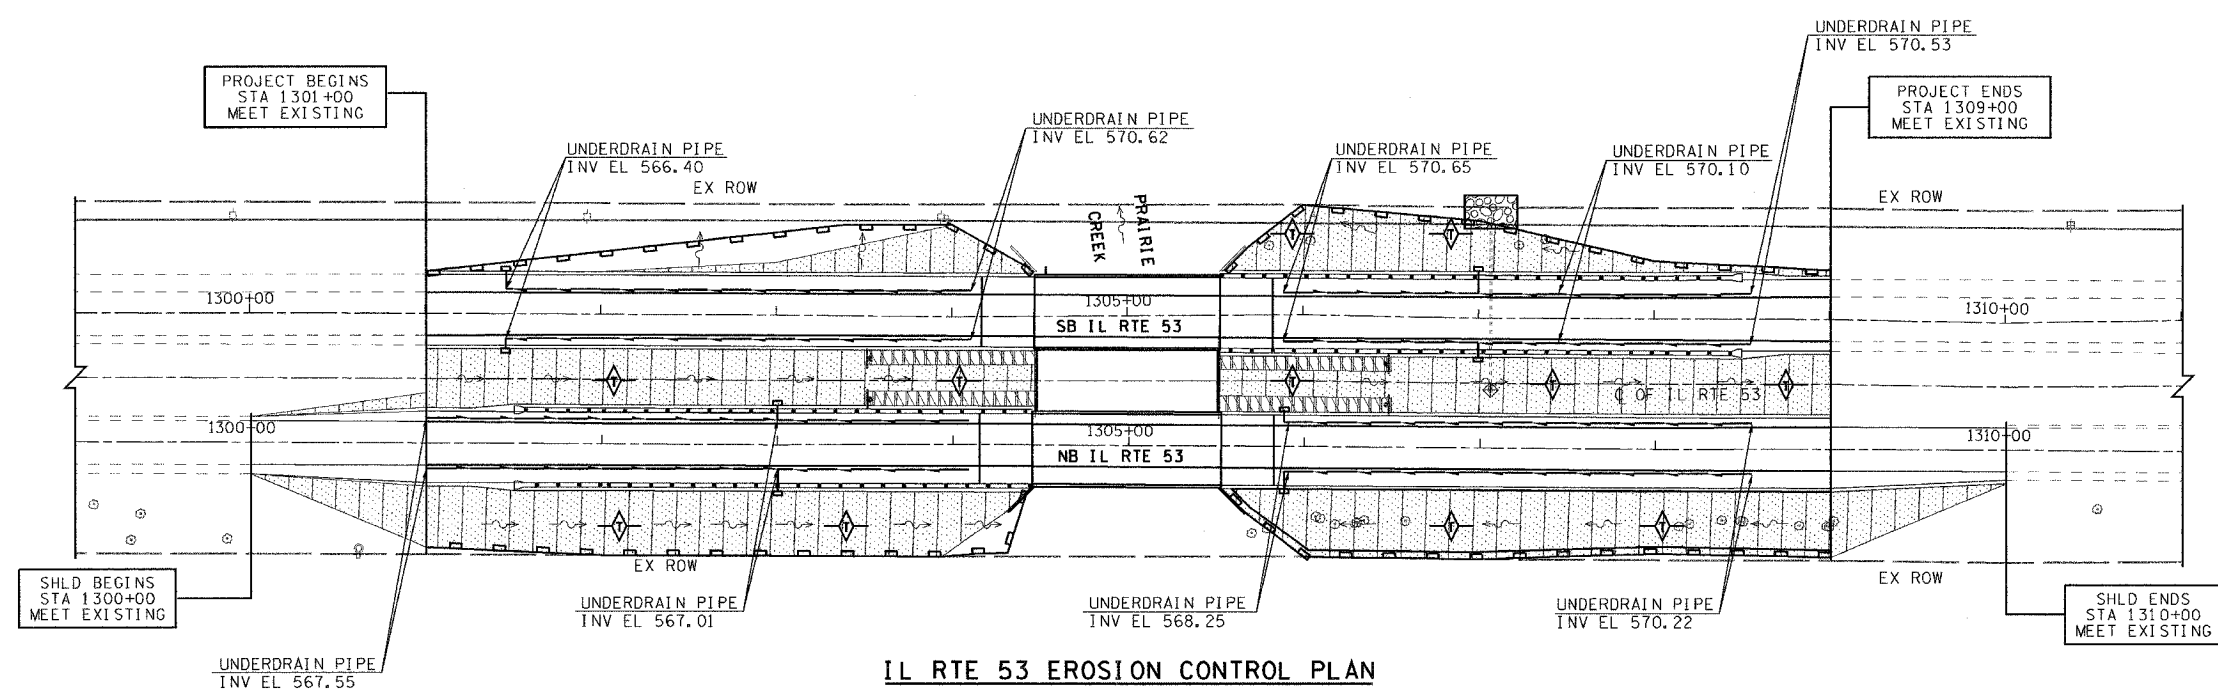 UNDERDRAIN PIPE
INV EL 570.53
PROJECT BEGINS
STA 1301+00
MEET EXISTING
PROJECT ENDS
STA 1309+00
MEET EXISTING
UNDERDRAIN PIPE
INV EL 570.62
UNDERDRAIN PIPE
INV EL 566.40
UNDERDRAIN PIPE
INV EL 570.65
UNDERDRAIN PIPE
INV EL 570.10
EX ROW
EX ROW
PRAIRIE
CREEK
1300+00
1305+00
1310+00
SB IL RTE 53
T
T
T
T
T
T
T
℄ OF IL RTE 53
1300+00
1305+00
1310+00
NB IL RTE 53
T
T
T
T
EX ROW
EX ROW
SHLD BEGINS
STA 1300+00
MEET EXISTING
UNDERDRAIN PIPE
INV EL 567.01
UNDERDRAIN PIPE
INV EL 568.25
UNDERDRAIN PIPE
INV EL 570.22
SHLD ENDS
STA 1310+00
MEET EXISTING
UNDERDRAIN PIPE
INV EL 567.55
IL RTE 53 EROSION CONTROL PLAN